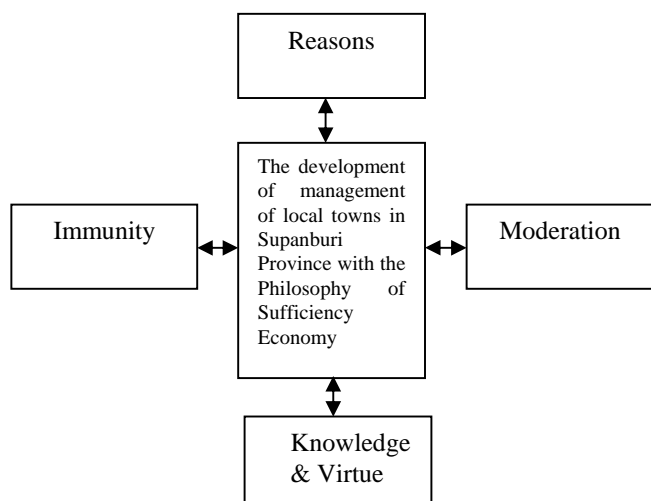 Reasons
The development
of management
of local towns in
Supanburi
Province with the
Philosophy of
Sufficiency
Economy
Immunity
Moderation
Knowledge
& Virtue